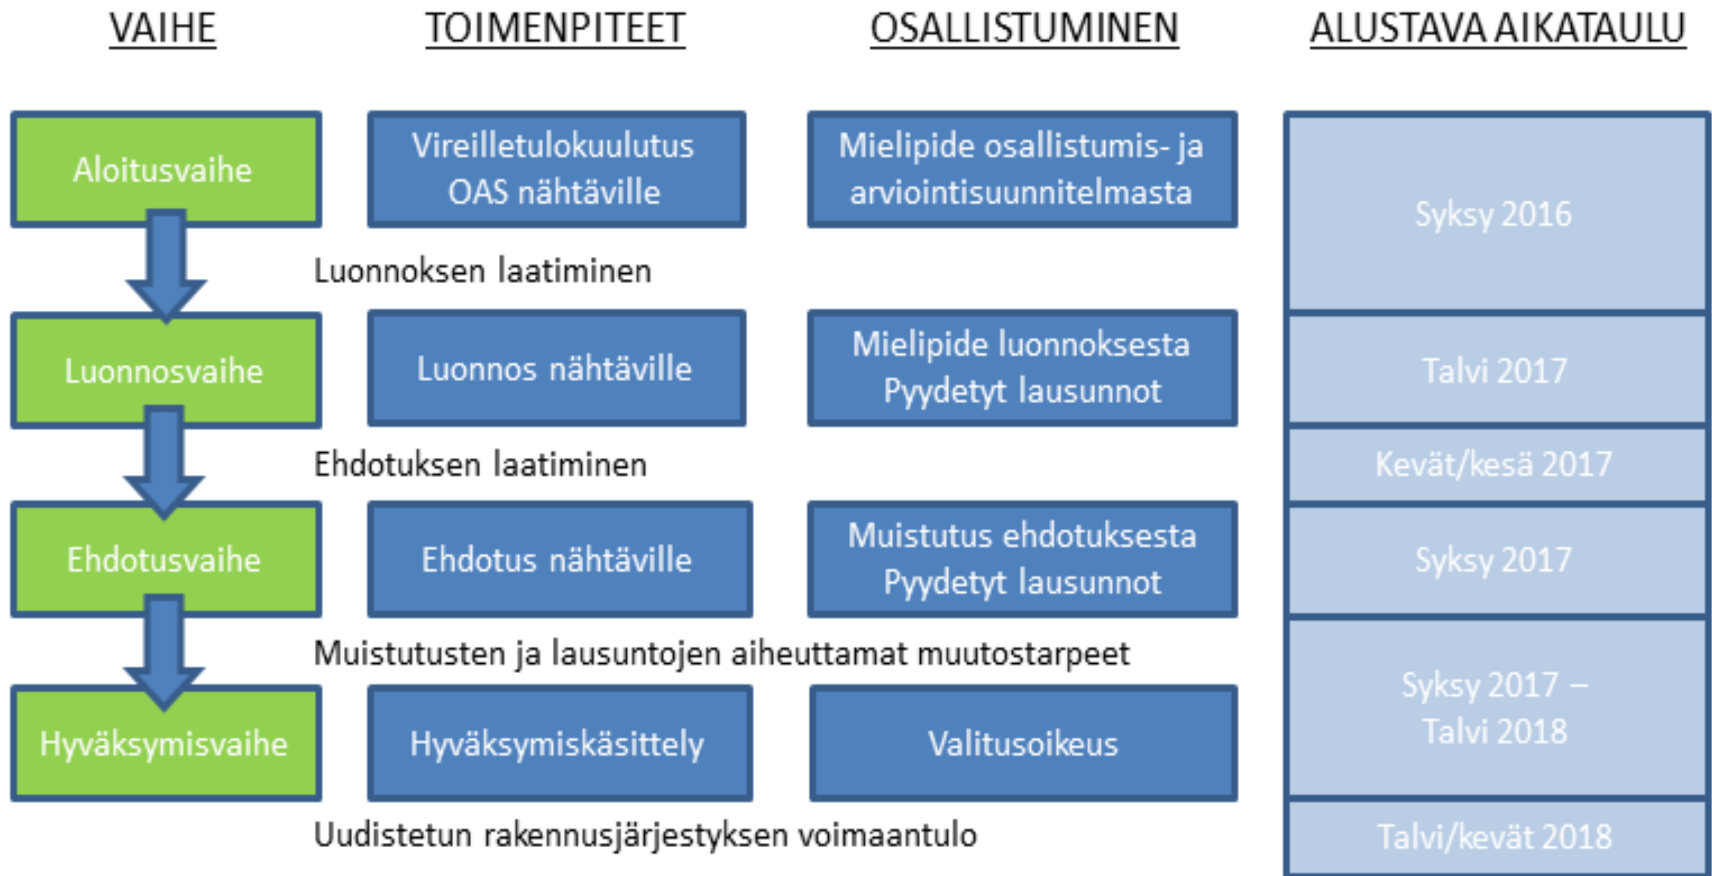 VAIHE
TOIMENPITEET
OSALLISTUMINEN
ALUSTAVA AIKATAULU
Aloitusvaihe
Vireilletulokuulutus
OAS nähtäville
Mielipide osallistumis- ja
arviointisuunnitelmasta
Syksy 2016
Luonnoksen laatiminen
Luonnosvaihe
Luonnos nähtäville
Mielipide luonnoksesta
Pyydetyt lausunnot
Talvi 2017
Ehdotuksen laatiminen
Kevät/kesä 2017
Ehdotusvaihe
Ehdotus nähtäville
Muistutus ehdotuksesta
Pyydetyt lausunnot
Syksy 2017
Muistutusten ja lausuntojen aiheuttamat muutostarpeet
Hyväksymisvaihe
Hyväksymiskäsittely
Valitusoikeus
Syksy 2017 –
Talvi 2018
Uudistetun rakennusjärjestyksen voimaantulo
Talvi/kevät 2018